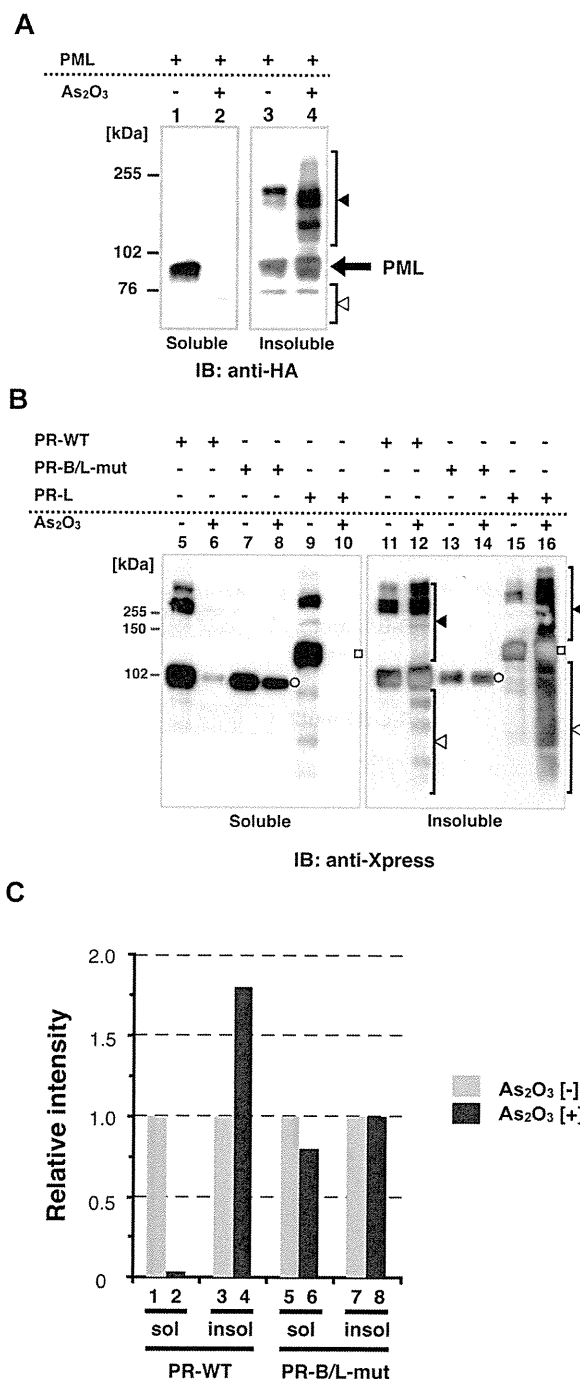 A
PML + + + +
As₂O₃ - + - +
1 2 3 4
[kDa]
255
102
76
PML
Soluble Insoluble
IB: anti-HA
B
PR-WT + + - - - - + + - - - -
PR-B/L-mut - - + + - - - - + + - -
PR-L - - - - + + - - - - + +
As₂O₃ - + - + - + - + - + - +
5 6 7 8 9 10 11 12 13 14 15 16
[kDa]
255
150
102
Soluble Insoluble
IB: anti-Xpress
C
Relative intensity
2.0
1.5
1.0
0.5
0
As₂O₃ [-]
As₂O₃ [+]
1 2 3 4 5 6 7 8
sol insol sol insol
PR-WT PR-B/L-mut